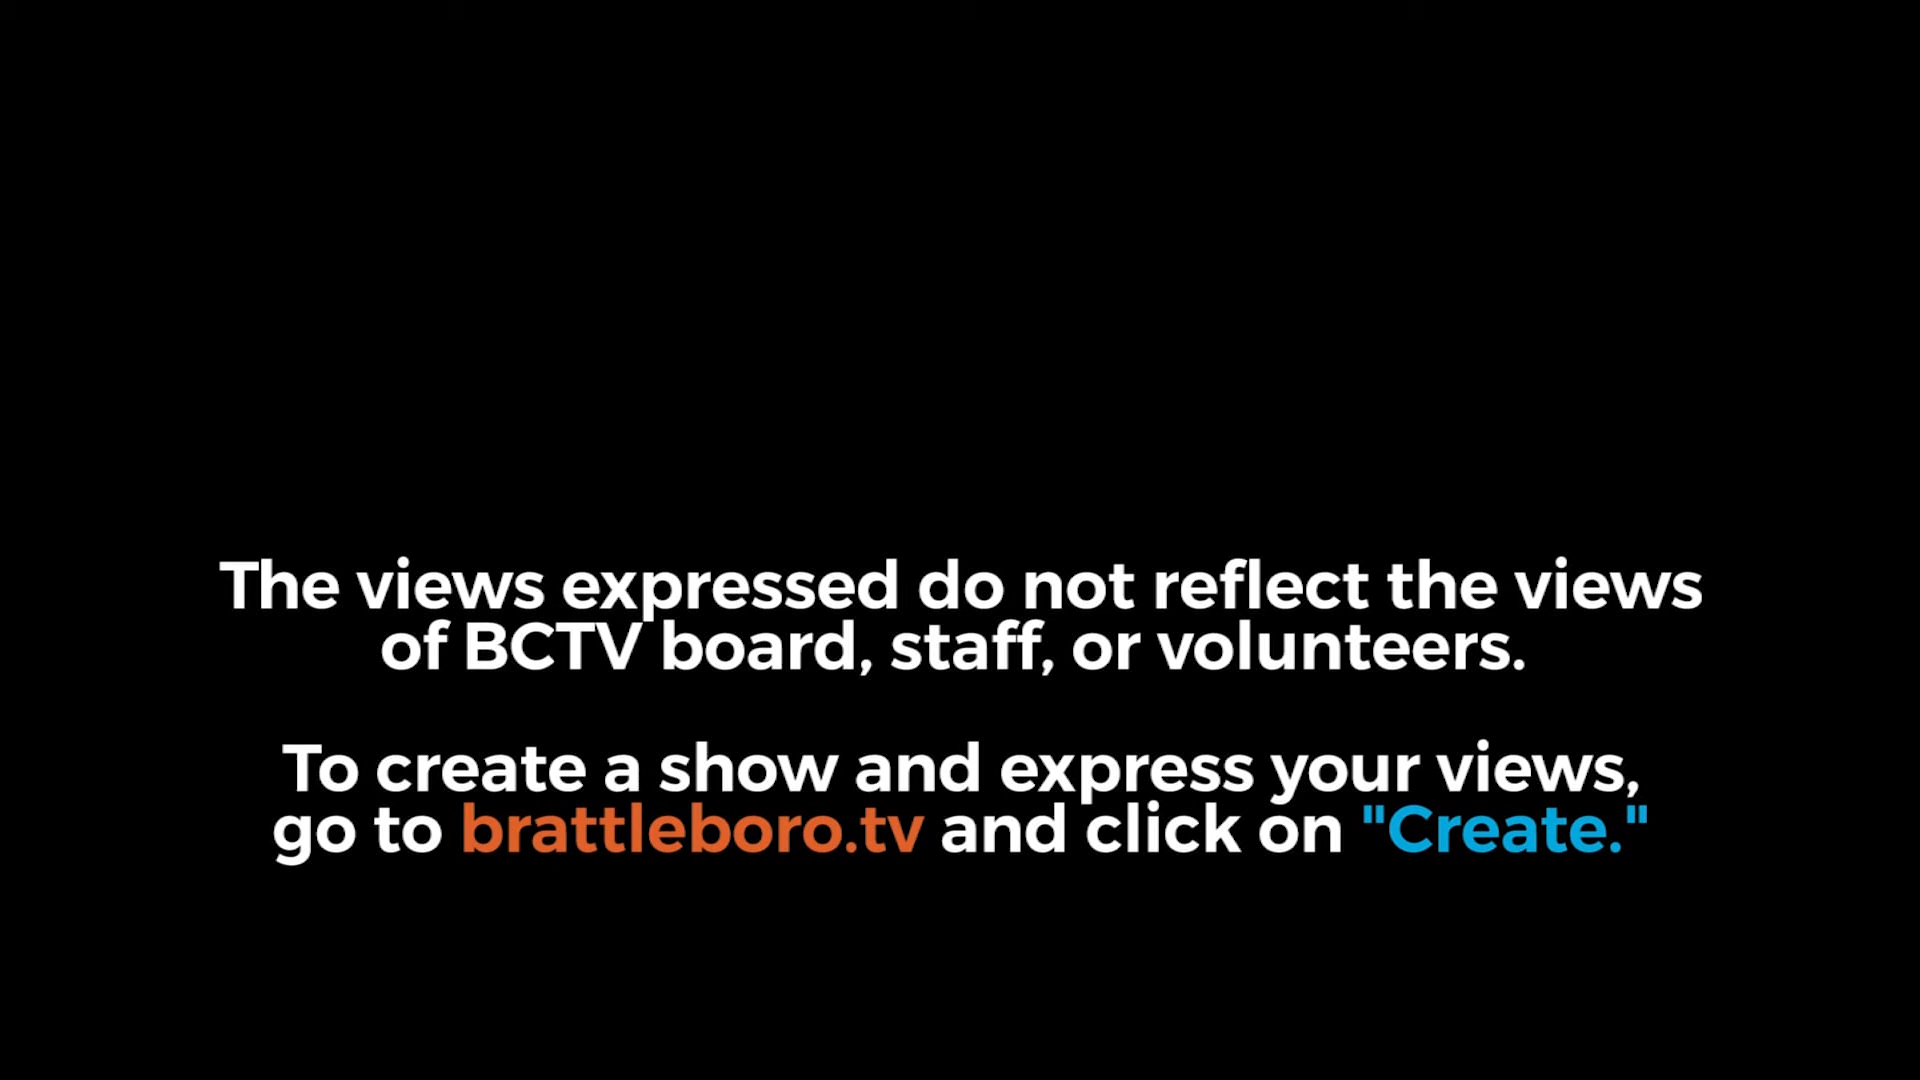 The views expressed do not reflect the views
of BCTV board, staff, or volunteers.
To create a show and express your views,
go to brattleboro.tv and click on "Create."